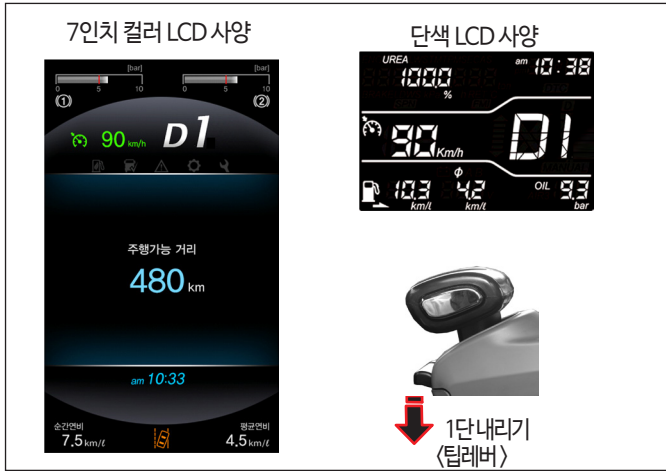 7인치 컬러 LCD 사양
[bar]
[bar]
0 5 10
0 5 10
(1)
(2)
90 km/h D1
주행가능 거리
480 km
am 10:33
순간연비
7.5 km/ℓ
평균연비
4.5 km/ℓ
단색 LCD 사양
UREA
100.0
%
am 10:38
90 Km/h
D1
10.3
km/ℓ
ϕ
4.2
km/ℓ
OIL 9.3
bar
1단 내리기
〈팁레버〉